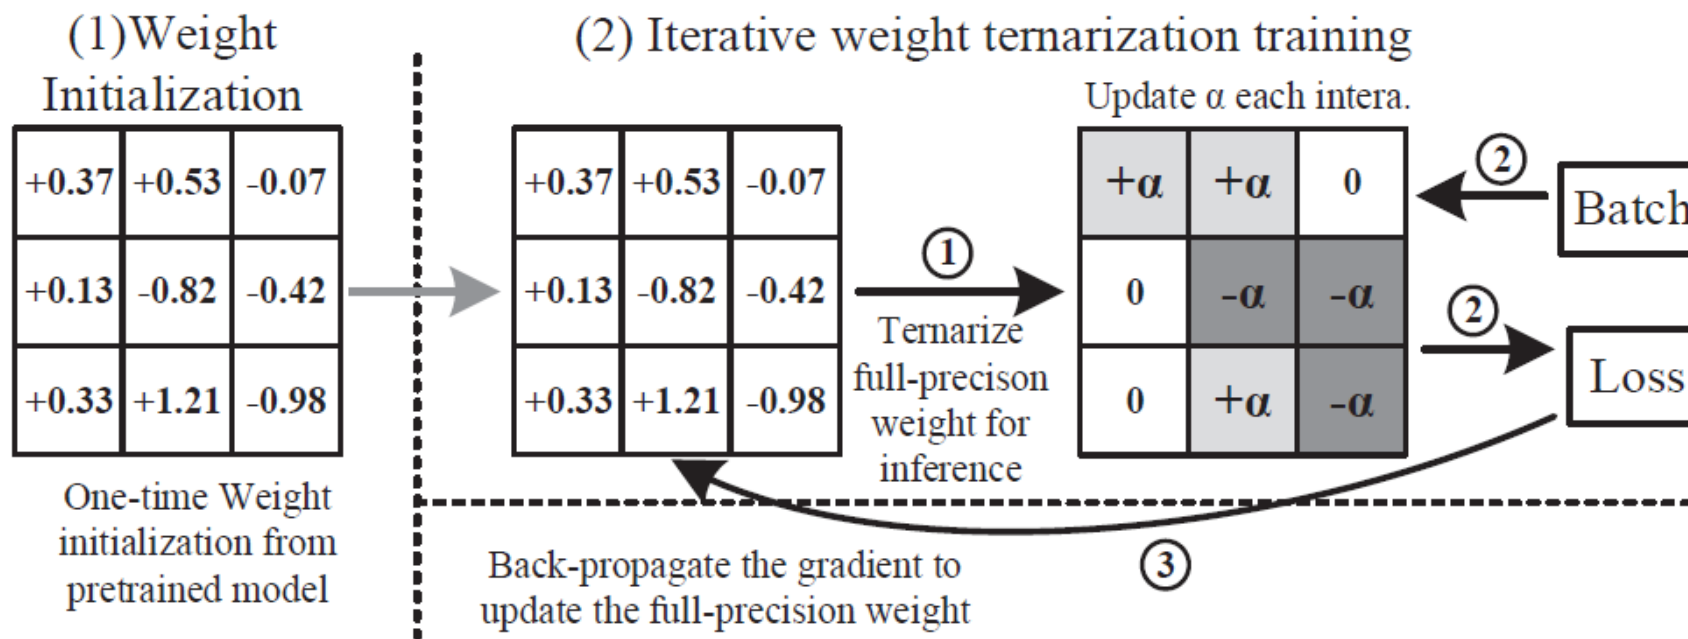 (1)Weight
Initialization
+0.37 +0.53 -0.07
+0.13 -0.82 -0.42
+0.33 +1.21 -0.98
One-time Weight
initialization from
pretrained model
(2) Iterative weight ternarization training
+0.37 +0.53 -0.07
+0.13 -0.82 -0.42
+0.33 +1.21 -0.98
1
Ternarize
full-precison
weight for
inference
Update α each intera.
+α +α 0
0 -α -α
0 +α -α
2
Batch
2
Loss
3
Back-propagate the gradient to
update the full-precision weight